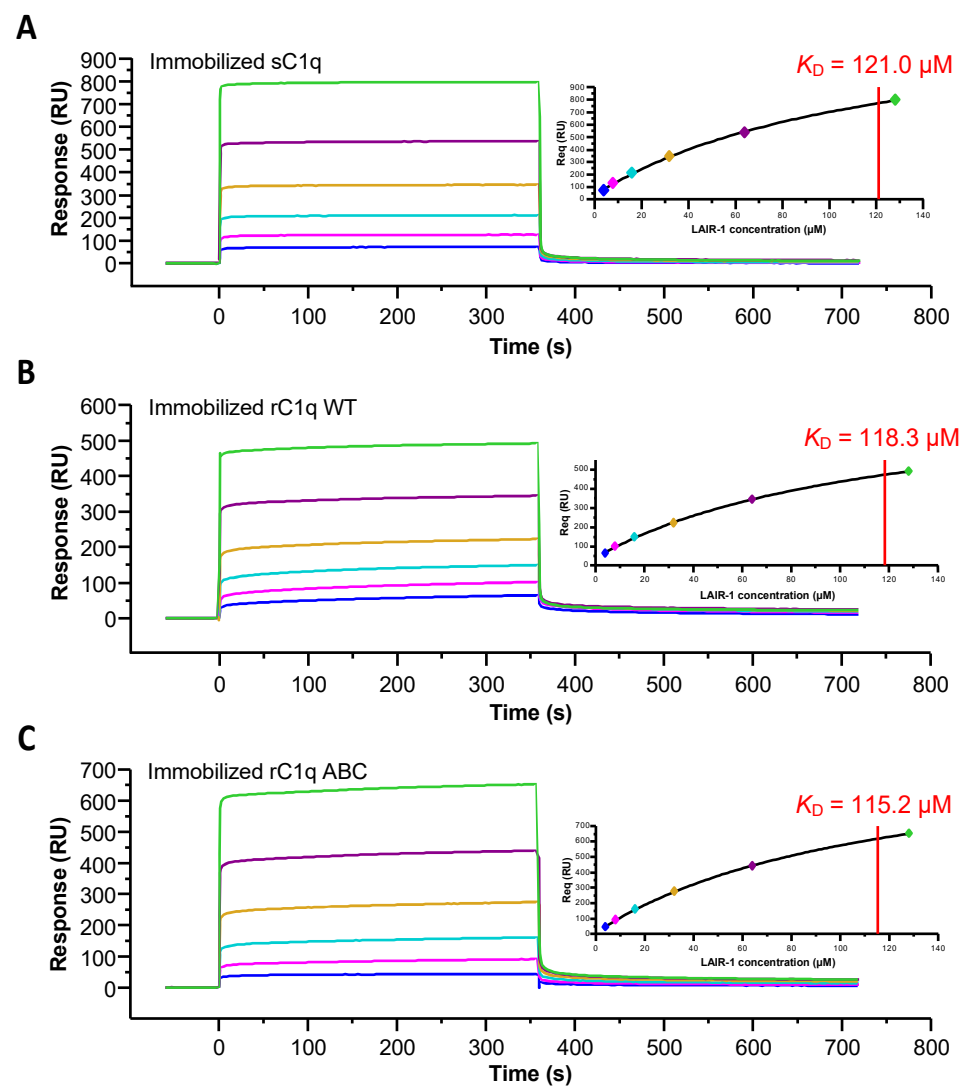 A
Immobilized sC1q
K_D = 121.0 µM
Response (RU)
900
800
700
600
500
400
300
200
100
0
0 100 200 300 400 500 600 700 800
Time (s)
Req (RU)
900
800
700
600
500
400
300
200
100
0
0 20 40 60 80 100 120 140
LAIR-1 concentration (µM)
B
Immobilized rC1q WT
K_D = 118.3 µM
Response (RU)
600
500
400
300
200
100
0
0 100 200 300 400 500 600 700 800
Time (s)
Req (RU)
500
400
300
200
100
0
0 20 40 60 80 100 120 140
LAIR-1 concentration (µM)
C
Immobilized rC1q ABC
K_D = 115.2 µM
Response (RU)
700
600
500
400
300
200
100
0
0 100 200 300 400 500 600 700 800
Time (s)
Req (RU)
700
600
500
400
300
200
100
0
0 20 40 60 80 100 120 140
LAIR-1 concentration (µM)